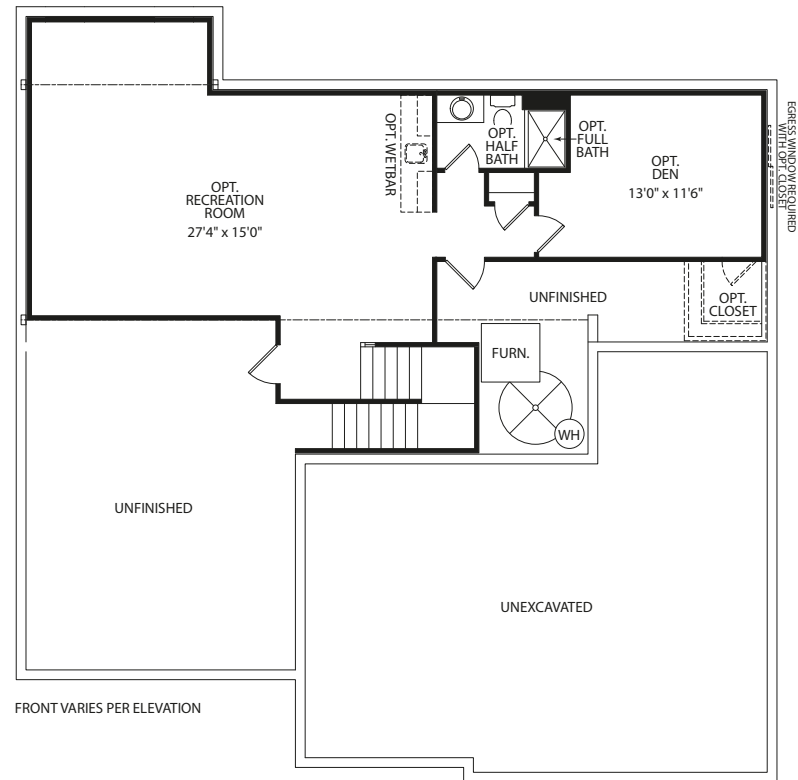 OPT.
RECREATION
ROOM
27'4" x 15'0"
OPT. WETBAR
OPT.
HALF
BATH
OPT.
FULL
BATH
OPT.
DEN
13'0" x 11'6"
EGRESS WINDOW REQUIRED
WITH OPT. CLOSET
UNFINISHED
OPT.
CLOSET
FURN.
WH
UNFINISHED
UNEXCAVATED
FRONT VARIES PER ELEVATION